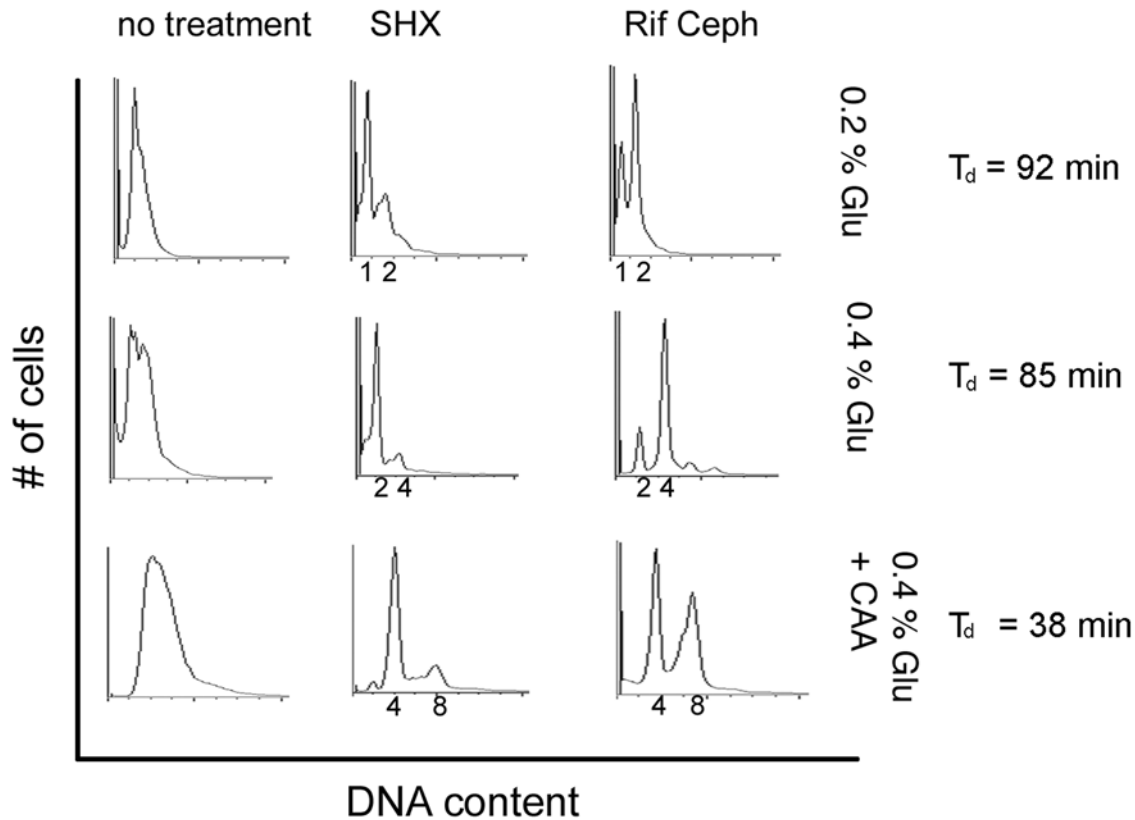 no treatment SHX Rif Ceph
1 2 1 2
0.2 % Glu
Td = 92 min
2 4 2 4
0.4 % Glu
Td = 85 min
4 8 4 8
0.4 % Glu
+ CAA
Td = 38 min
# of cells
DNA content